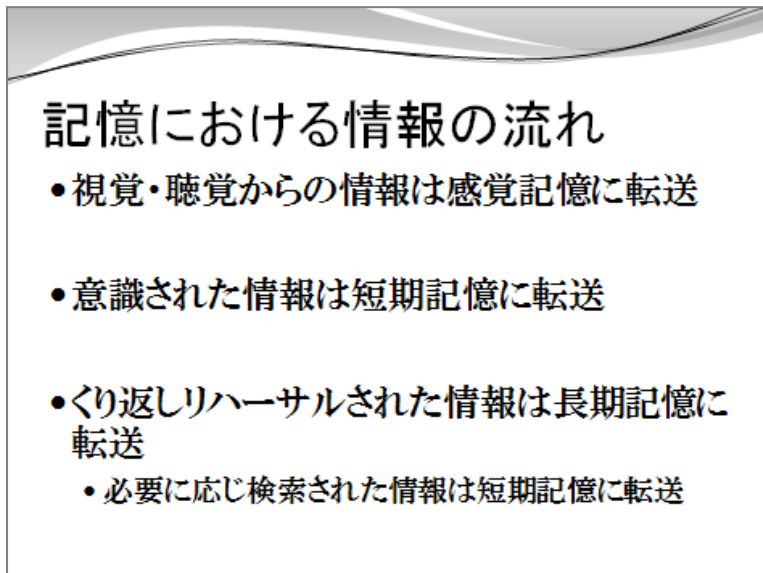 記憶における情報の流れ
•視覚・聴覚からの情報は感覚記憶に転送
•意識された情報は短期記憶に転送
•くり返しリハーサルされた情報は長期記憶に
転送
•必要に応じ検索された情報は短期記憶に転送